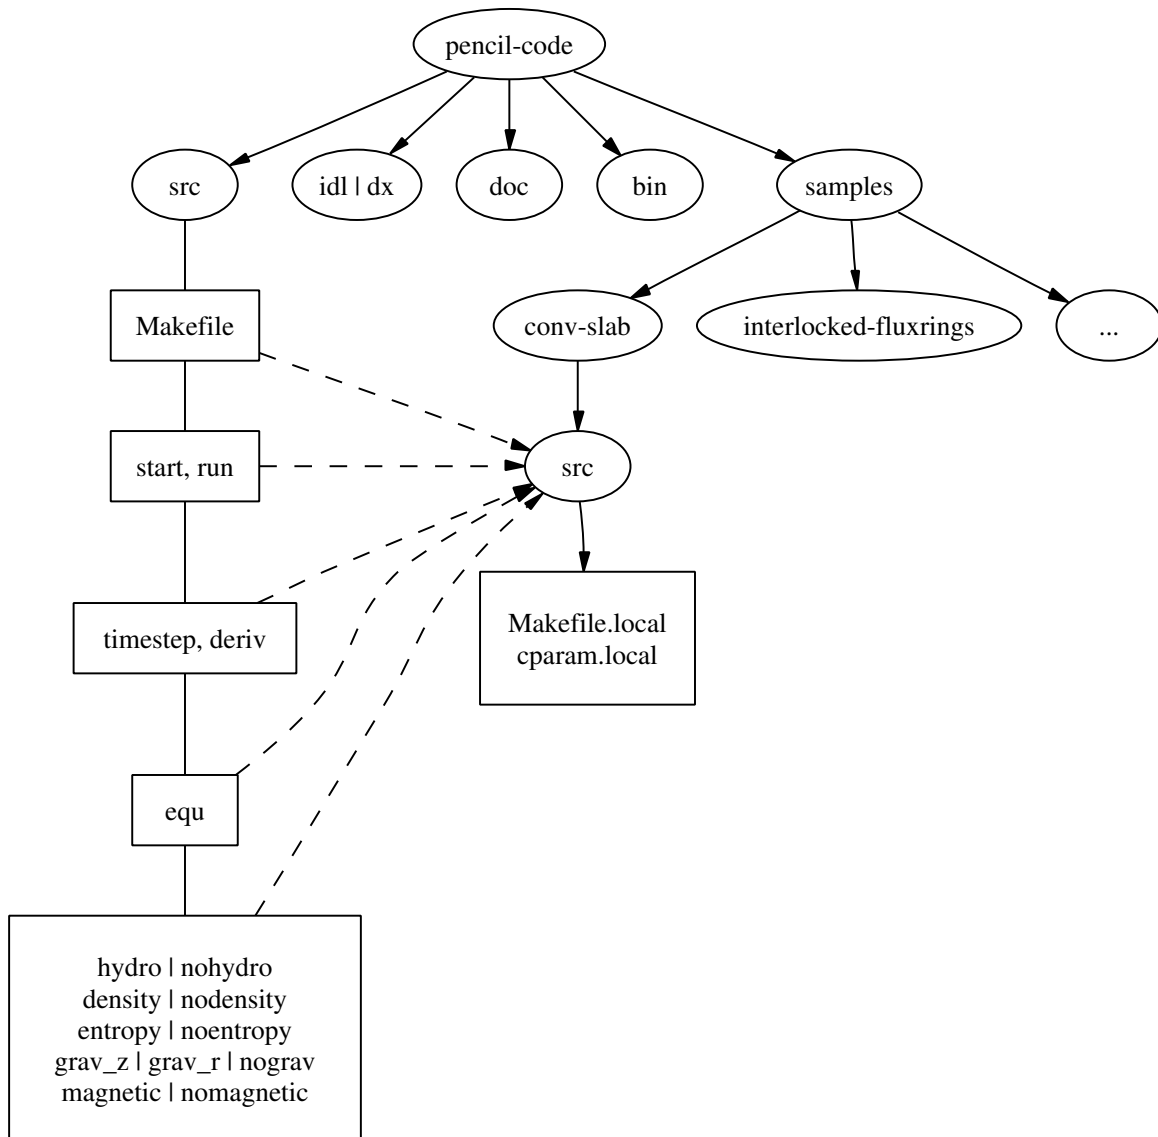 pencil-code
src
idl | dx
doc
bin
samples
Makefile
conv-slab
interlocked-fluxrings
...
start, run
src
timestep, deriv
Makefile.local
cparam.local
equ
hydro | nohydro
density | nodensity
entropy | noentropy
grav_z | grav_r | nograv
magnetic | nomagnetic